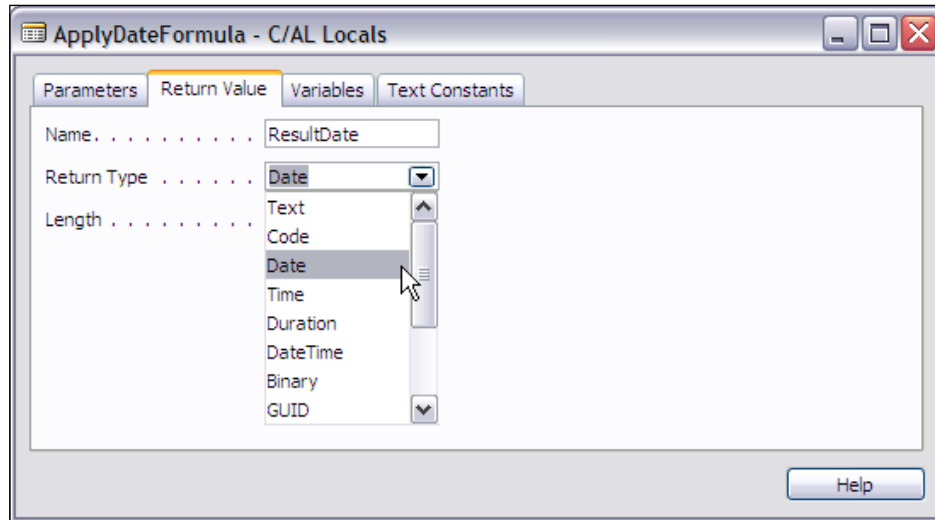 ApplyDateFormula - C/AL Locals
Parameters Return Value Variables Text Constants
Name. . . . . . . . . . ResultDate
Return Type . . . . . . Date
Length . . . . . . . . .
Text
Code
Date
Time
Duration
DateTime
Binary
GUID
Help